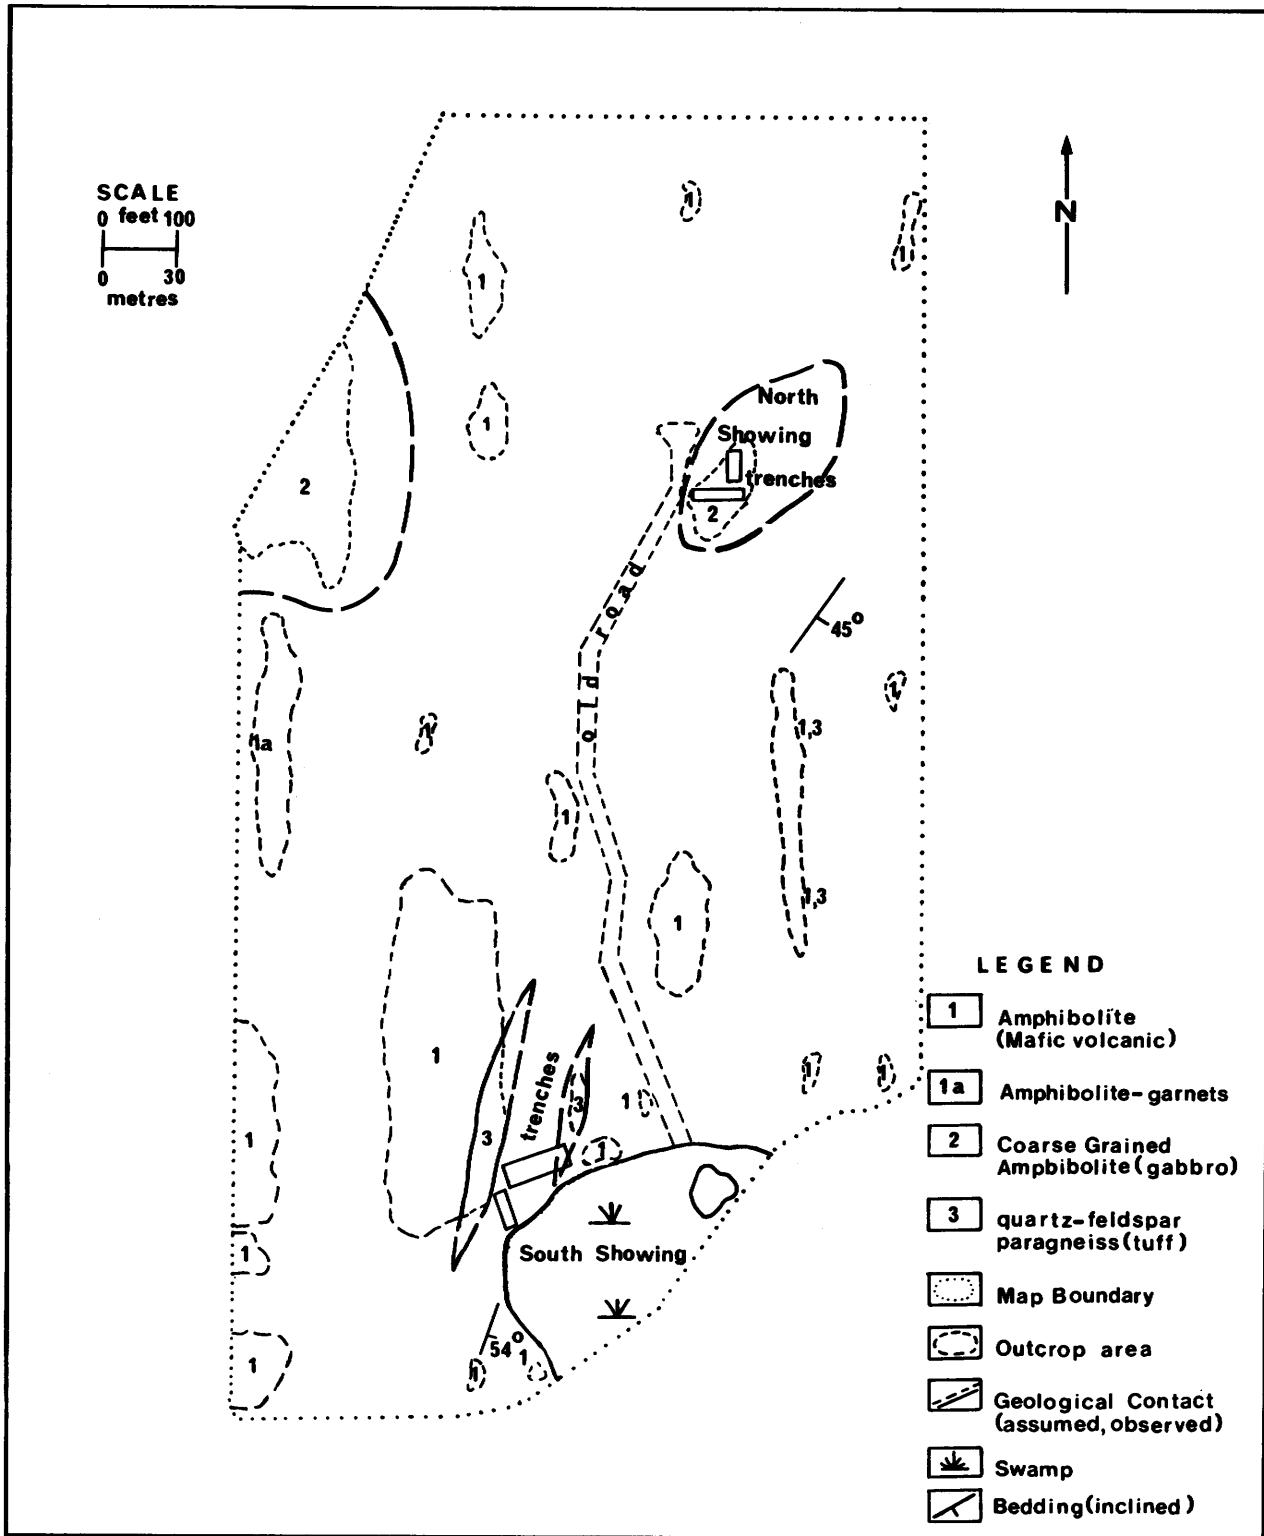 SCALE
0 feet 100
0 30
metres
N
1
1
1
1
1
2
North
Showing
trenches
2
old road
45°
1
1a
1
1,3
1
1,3
1
1
1
1
trenches
3
3
1
1
1
1
South Showing
54°
1
1
1
LEGEND
1 Amphibolite
(Mafic volcanic)
1a Amphibolite-garnets
2 Coarse Grained
Ampbibolite (gabbro)
3 quartz-feldspar
paragneiss (tuff)
Map Boundary
Outcrop area
Geological Contact
(assumed, observed)
Swamp
Bedding (inclined)